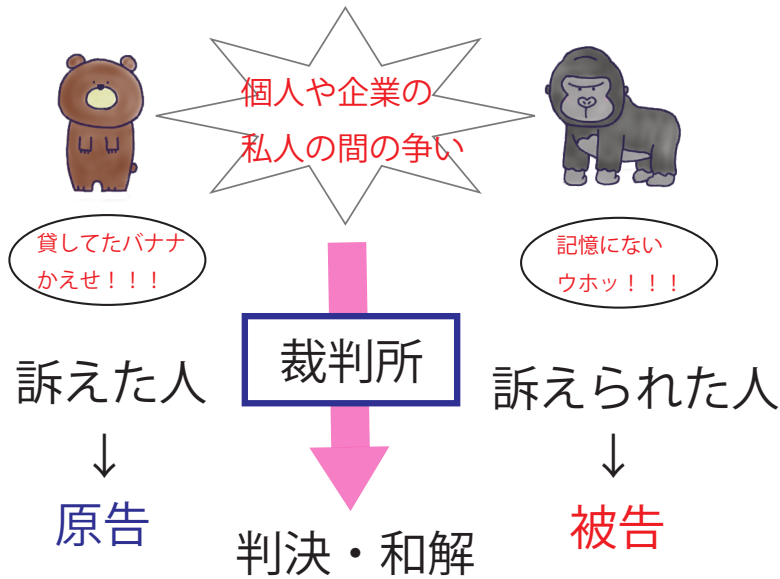 個人や企業の
私人の間の争い
貸してたバナナ
かえせ！！！
記憶にない
ウホッ！！！
裁判所
訴えた人
↓
原告
訴えられた人
↓
被告
判決・和解